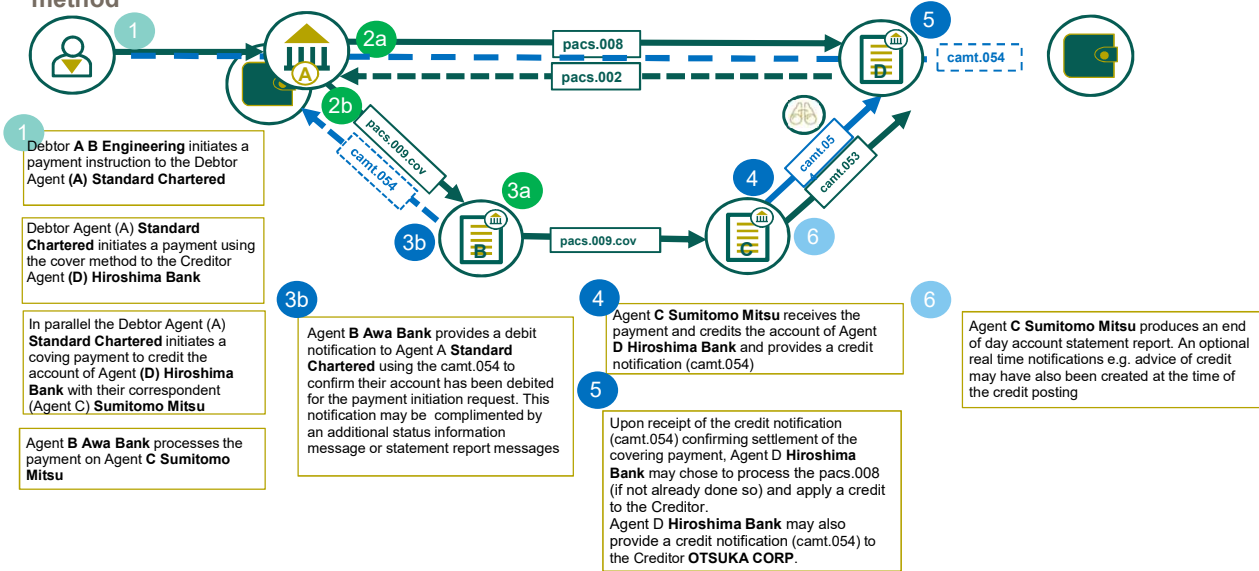 method
1
2a
pacs.008
5
A
pacs.002
D
camt.054
2b
pacs.009.cov
camt.054
camt.05
camt.053
3a
4
3b
B
pacs.009.cov
C
6
1
Debtor A B Engineering initiates a
payment instruction to the Debtor
Agent (A) Standard Chartered
Debtor Agent (A) Standard
Chartered initiates a payment using
the cover method to the Creditor
Agent (D) Hiroshima Bank
In parallel the Debtor Agent (A)
Standard Chartered initiates a
coving payment to credit the
account of Agent (D) Hiroshima
Bank with their correspondent
(Agent C) Sumitomo Mitsu
Agent B Awa Bank processes the
payment on Agent C Sumitomo
Mitsu
3b
Agent B Awa Bank provides a debit
notification to Agent A Standard
Chartered using the camt.054 to
confirm their account has been debited
for the payment initiation request. This
notification may be complimented by
an additional status information
message or statement report messages
4
Agent C Sumitomo Mitsu receives the
payment and credits the account of Agent
D Hiroshima Bank and provides a credit
notification (camt.054)
5
Upon receipt of the credit notification
(camt.054) confirming settlement of the
covering payment, Agent D Hiroshima
Bank may chose to process the pacs.008
(if not already done so) and apply a credit
to the Creditor.
Agent D Hiroshima Bank may also
provide a credit notification (camt.054) to
the Creditor OTSUKA CORP.
6
Agent C Sumitomo Mitsu produces an end
of day account statement report. An optional
real time notifications e.g. advice of credit
may have also been created at the time of
the credit posting